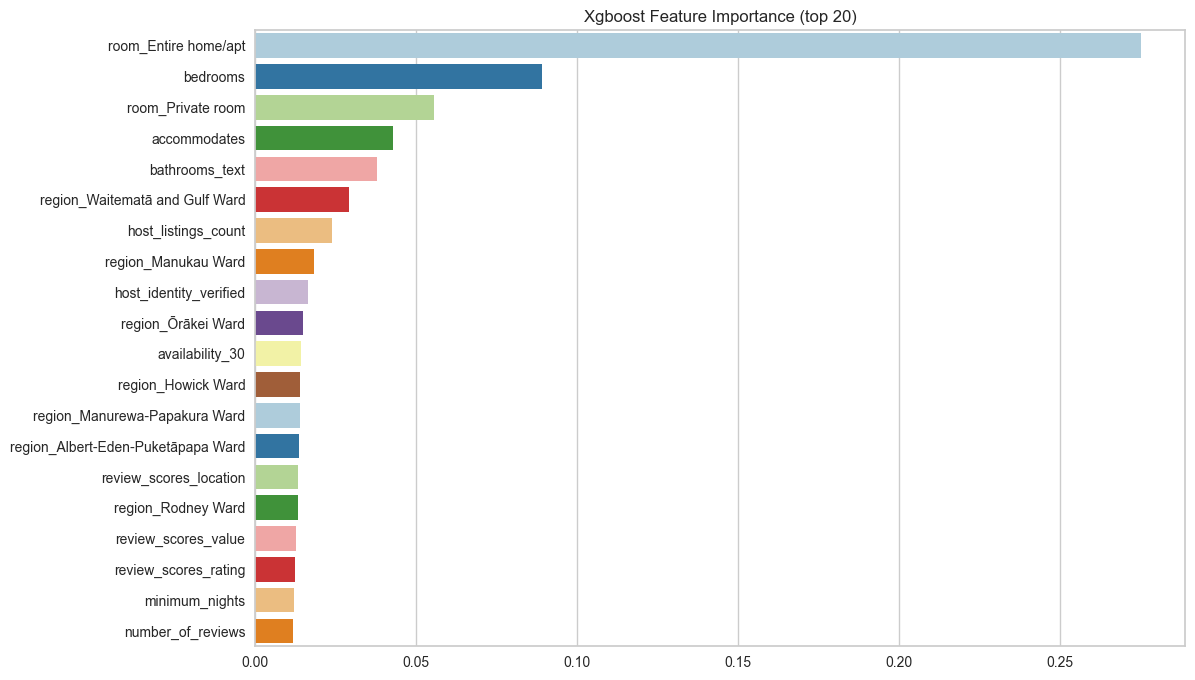 Xgboost Feature Importance (top 20)
room_Entire home/apt
bedrooms
room_Private room
accommodates
bathrooms_text
region_Waitematā and Gulf Ward
host_listings_count
region_Manukau Ward
host_identity_verified
region_Ōrākei Ward
availability_30
region_Howick Ward
region_Manurewa-Papakura Ward
region_Albert-Eden-Puketāpapa Ward
review_scores_location
region_Rodney Ward
review_scores_value
review_scores_rating
minimum_nights
number_of_reviews
0.00 0.05 0.10 0.15 0.20 0.25